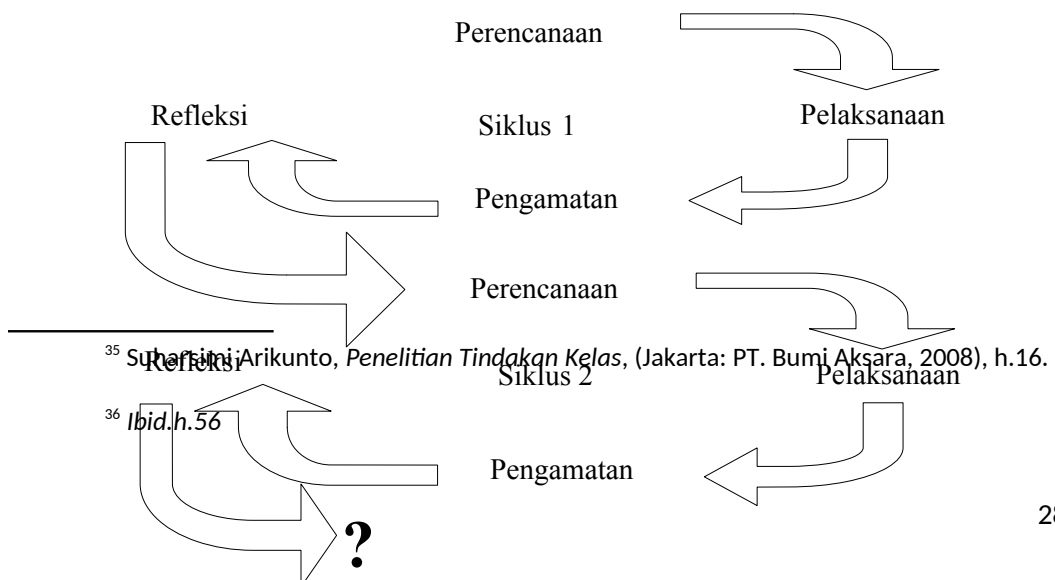 Perencanaan
Refleksi
Siklus 1
Pelaksanaan
Pengamatan
Perencanaan
35 Suharsimi Arikunto, Penelitian Tindakan Kelas, (Jakarta: PT. Bumi Aksara, 2008), h.16.
Refleksi
Siklus 2
Pelaksanaan
36 Ibid.h.56
Pengamatan
28
?